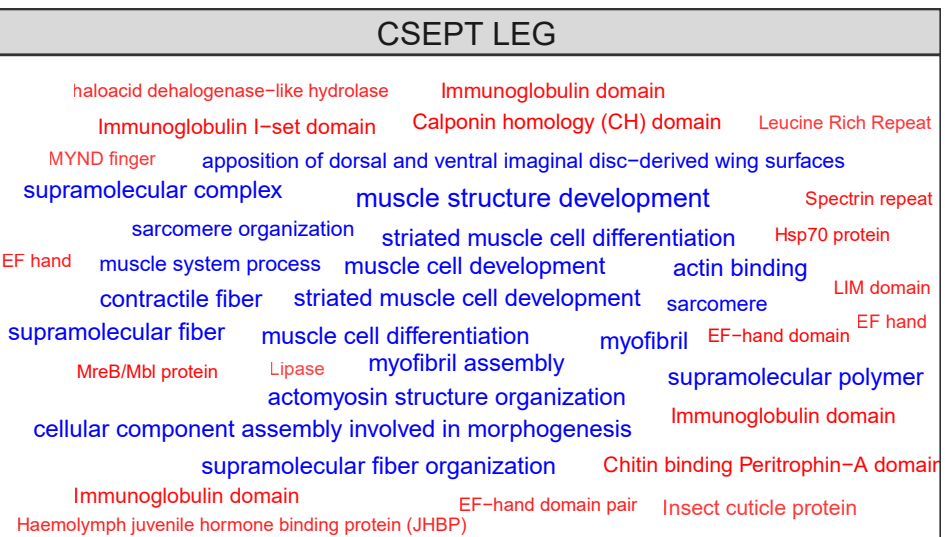 CSEPT LEG
haloacid dehalogenase−like hydrolase
Immunoglobulin domain
Immunoglobulin I−set domain
Calponin homology (CH) domain
Leucine Rich Repeat
MYND finger
apposition of dorsal and ventral imaginal disc−derived wing surfaces
supramolecular complex
muscle structure development
Spectrin repeat
sarcomere organization
striated muscle cell differentiation
Hsp70 protein
EF hand
muscle system process
muscle cell development
actin binding
LIM domain
contractile fiber
striated muscle cell development
sarcomere
EF hand
supramolecular fiber
muscle cell differentiation
myofibril
EF−hand domain
MreB/Mbl protein
Lipase
myofibril assembly
supramolecular polymer
actomyosin structure organization
Immunoglobulin domain
cellular component assembly involved in morphogenesis
supramolecular fiber organization
Chitin binding Peritrophin−A domain
Immunoglobulin domain
EF−hand domain pair
Insect cuticle protein
Haemolymph juvenile hormone binding protein (JHBP)